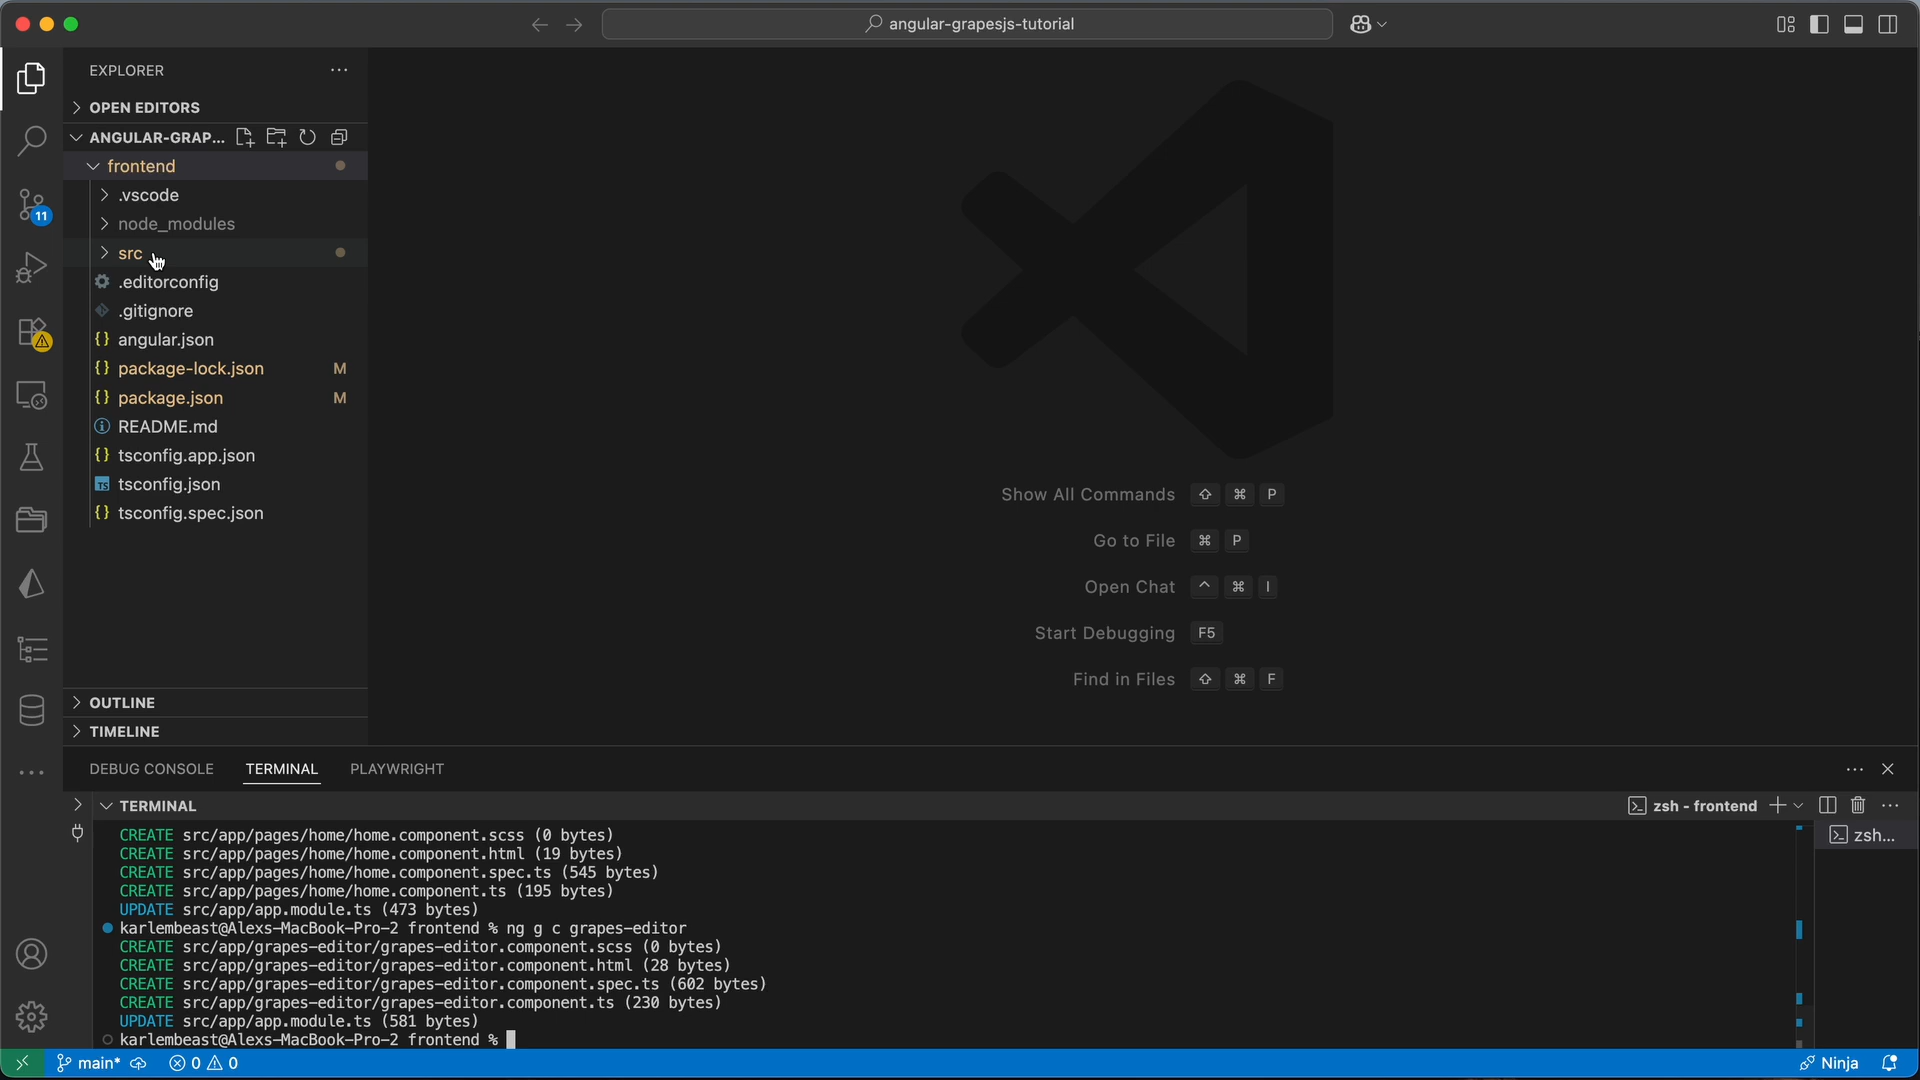 angular-grapesjs-tutorial
EXPLORER
OPEN EDITORS
ANGULAR-GRAP...
frontend
.vscode
node_modules
src
.editorconfig
.gitignore
angular.json
package-lock.json M
package.json M
README.md
tsconfig.app.json
TS tsconfig.json
tsconfig.spec.json
OUTLINE
TIMELINE
11
Show All Commands ⇧ ⌘ P
Go to File ⌘ P
Open Chat ^ ⌘ I
Start Debugging F5
Find in Files ⇧ ⌘ F
DEBUG CONSOLE TERMINAL PLAYWRIGHT
TERMINAL
zsh - frontend
zsh...
CREATE src/app/pages/home/home.component.scss (0 bytes)
CREATE src/app/pages/home/home.component.html (19 bytes)
CREATE src/app/pages/home/home.component.spec.ts (545 bytes)
CREATE src/app/pages/home/home.component.ts (195 bytes)
UPDATE src/app/app.module.ts (473 bytes)
karlembeast@Alexs-MacBook-Pro-2 frontend % ng g c grapes-editor
CREATE src/app/grapes-editor/grapes-editor.component.scss (0 bytes)
CREATE src/app/grapes-editor/grapes-editor.component.html (28 bytes)
CREATE src/app/grapes-editor/grapes-editor.component.spec.ts (602 bytes)
CREATE src/app/grapes-editor/grapes-editor.component.ts (230 bytes)
UPDATE src/app/app.module.ts (581 bytes)
karlembeast@Alexs-MacBook-Pro-2 frontend %
main* 0 0
Ninja